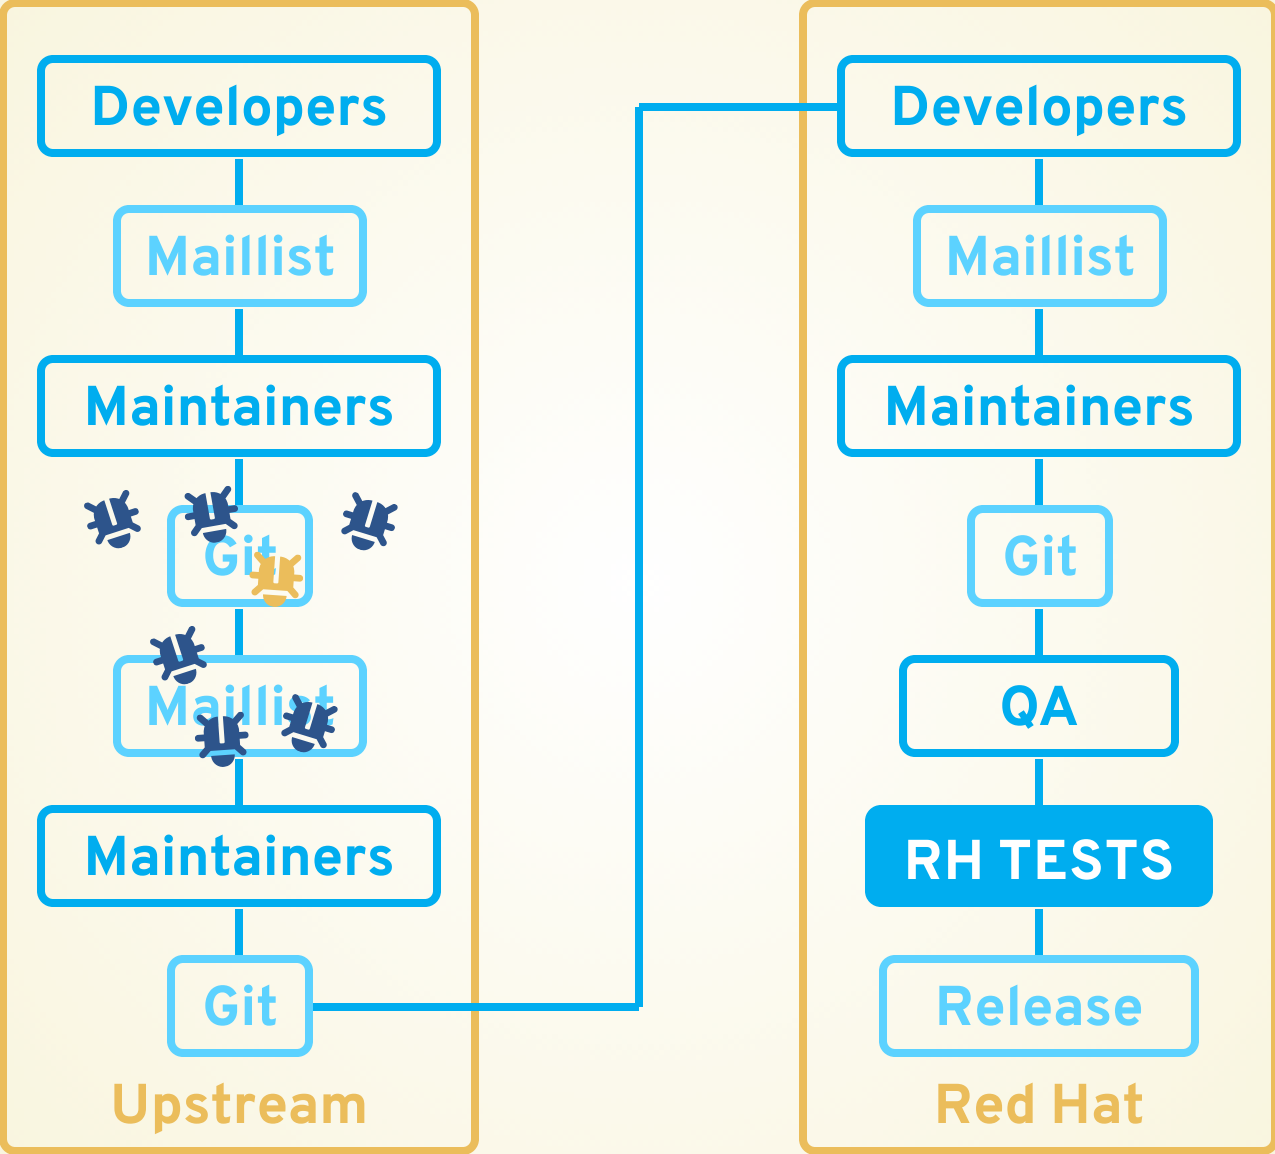 Developers
Maillist
Maintainers
Git
Maillist
Maintainers
Git
Upstream
Developers
Maillist
Maintainers
Git
QA
RH TESTS
Release
Red Hat